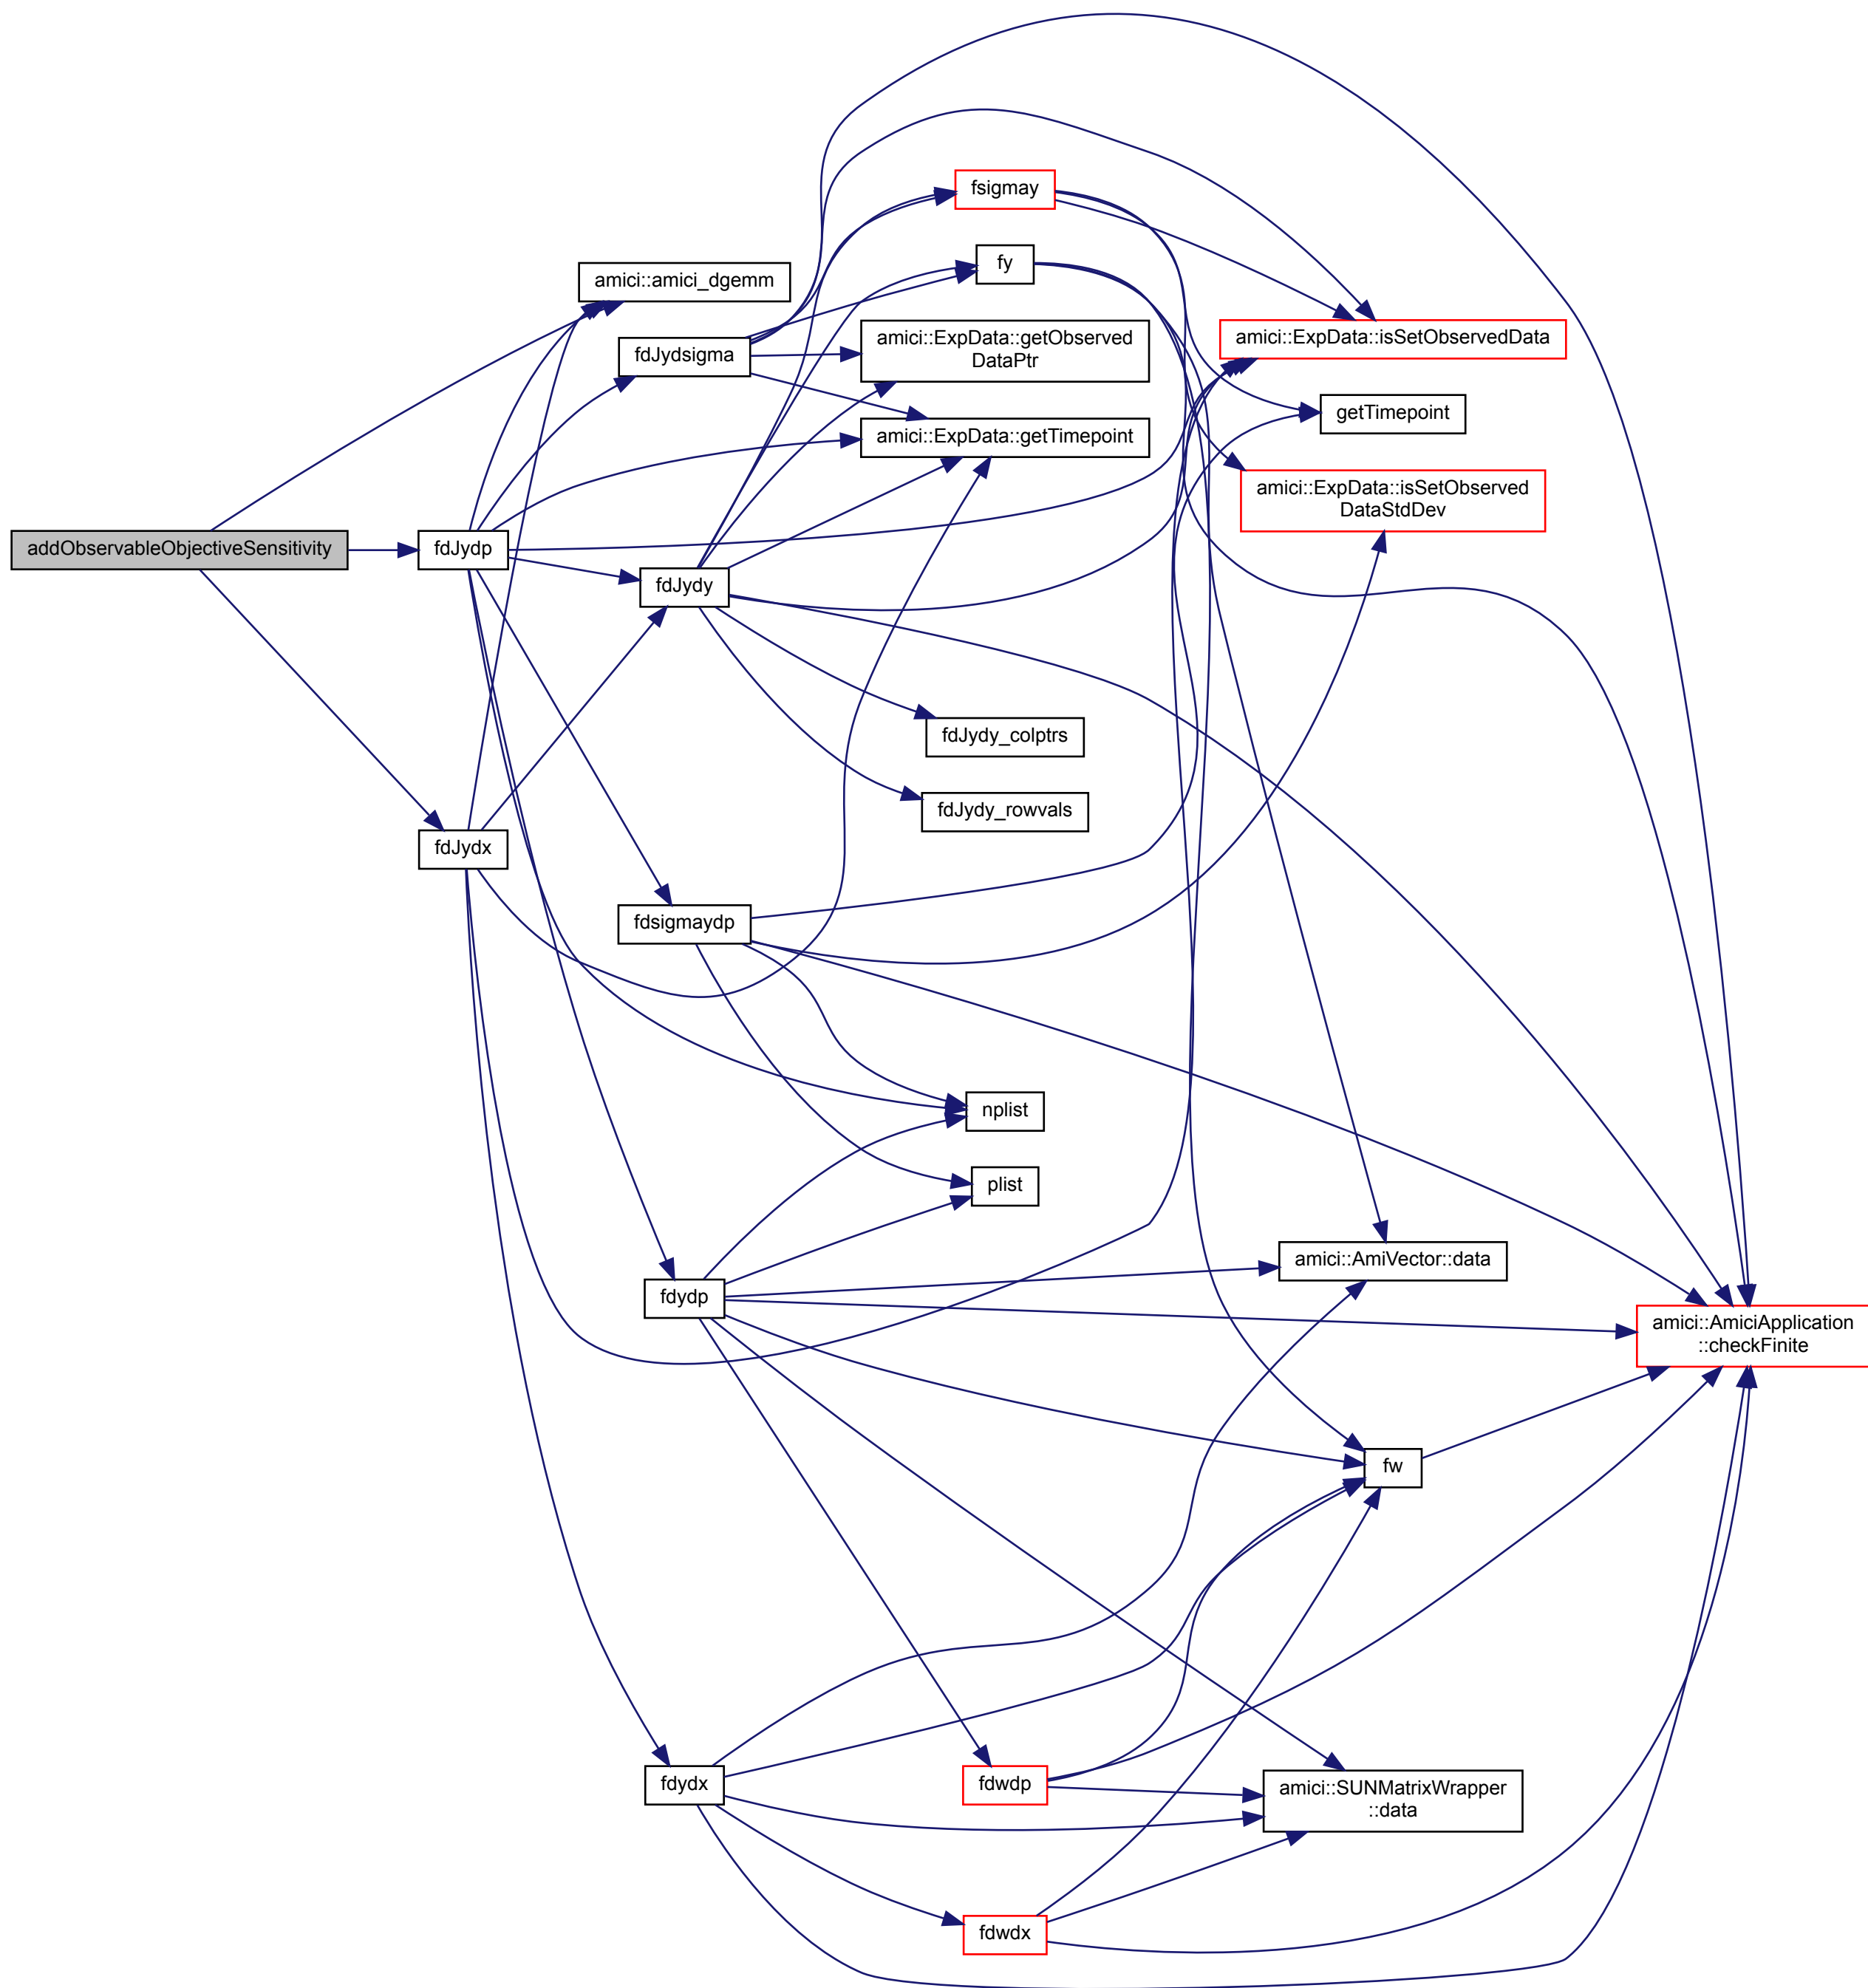 fsigmay
fy
amici::amici_dgemm
amici::ExpData::isSetObservedData
fdJydsigma
amici::ExpData::getObserved
DataPtr
getTimepoint
amici::ExpData::getTimepoint
amici::ExpData::isSetObserved
DataStdDev
addObservableObjectiveSensitivity
fdJydp
fdJydy
fdJydy_colptrs
fdJydy_rowvals
fdJydx
fdsigmaydp
nplist
plist
amici::AmiVector::data
fdydp
amici::AmiciApplication
::checkFinite
fw
fdydx
fdwdp
amici::SUNMatrixWrapper
::data
fdwdx